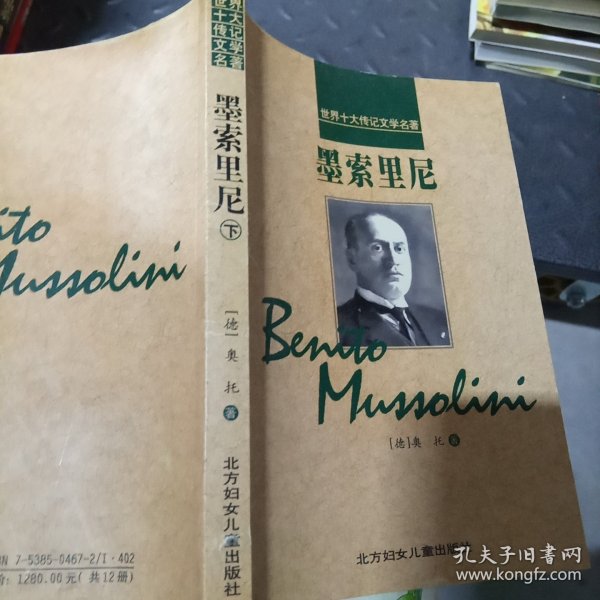 世界十大传记文学名著
墨索里尼
Benito
Mussolini
[德]奥 托 著
北方妇女儿童出版社
世界十大传记文学名著
墨索里尼 下
[德] 奥 托 著
北方妇女儿童出版社
ito
Mussolini
BN 7-5385-0467-2/I·402
价: 1280.00元(共12册)
孔夫子旧书网
www.kongfz.com